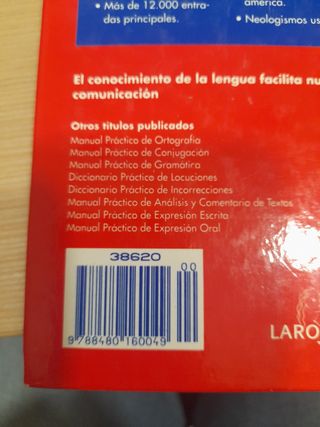 • Más de 12.000 entra-
das principales.
américa.
• Neologismos us
El conocimiento de la lengua facilita nu
comunicación
Otros títulos publicados
Manual Práctico de Ortografía
Manual Práctico de Conjugación
Manual Práctico de Gramática
Diccionario Práctico de Locuciones
Diccionario Práctico de Incorrecciones
Manual Práctico de Análisis y Comentario de Textos
Manual Práctico de Expresión Escrita
Manual Práctico de Expresión Oral
38620
00
9 788480 160049
LARO